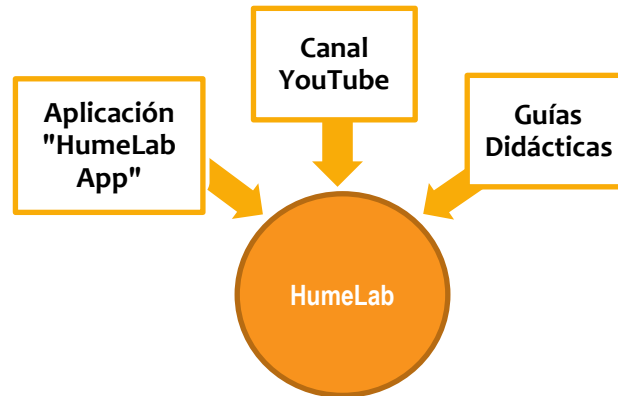 Aplicación
"HumeLab
App"
Canal
YouTube
Guías
Didácticas
HumeLab